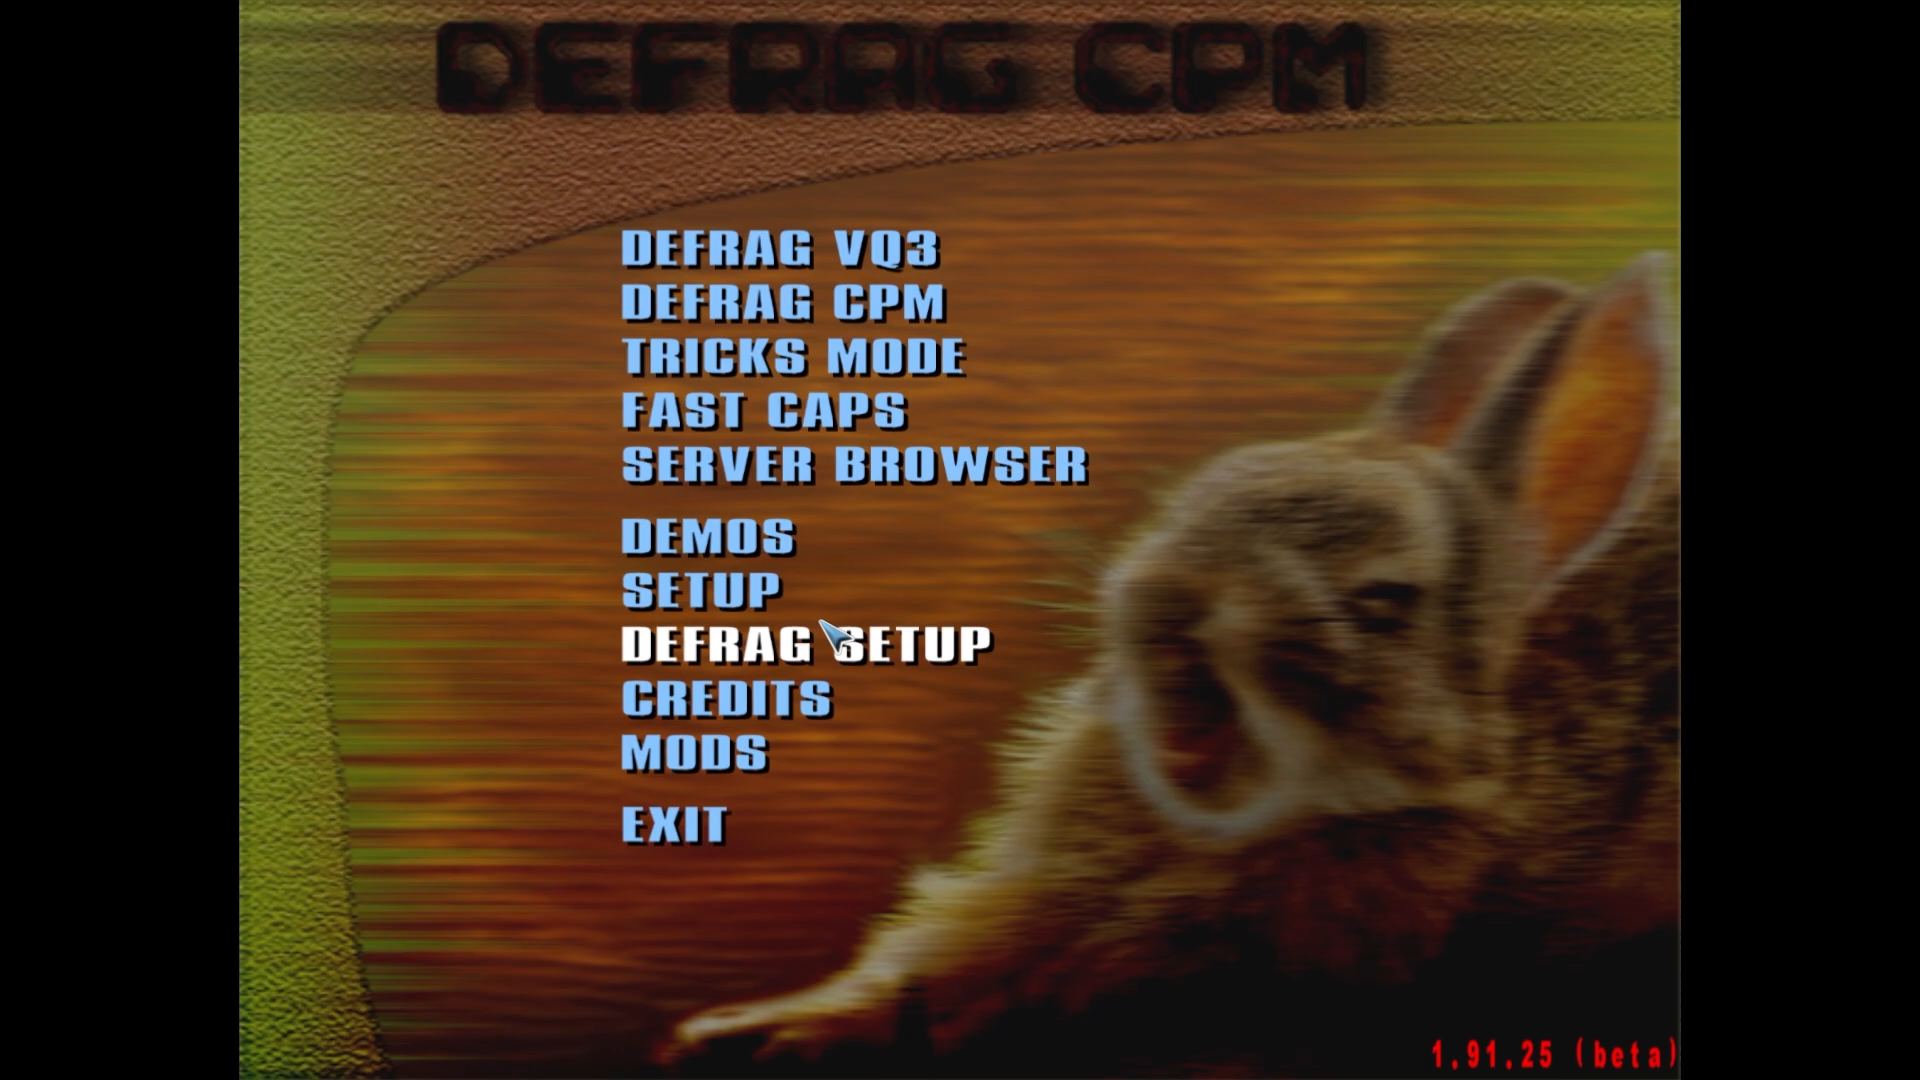 DEFRAG CPM
DEFRAG VQ3
DEFRAG CPM
TRICKS MODE
FAST CAPS
SERVER BROWSER
DEMOS
SETUP
DEFRAG SETUP
CREDITS
MODS
EXIT
1.91.25 (beta)